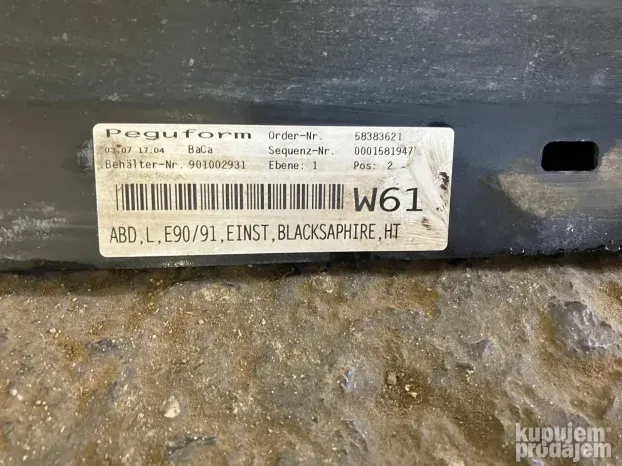 Peguform Order-Nr. 68383621
03.07 17:04 BaCa Sequenz-Nr. 0001681947
Behälter-Nr. 901002931 Ebene: 1 Pos: 2
W61
ABD,L,E90/91,EINST,BLACKSAPHIRE,HT
kupujem
prodajem